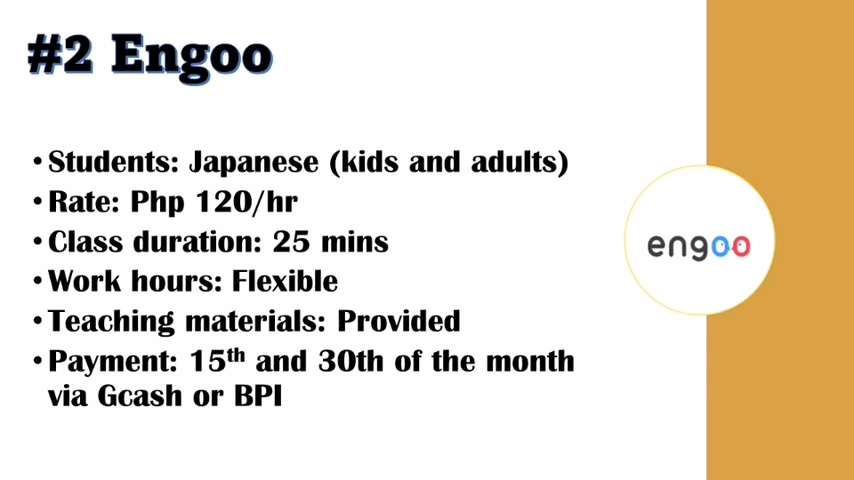 #2 Engoo
• Students: Japanese (kids and adults)
• Rate: Php 120/hr
• Class duration: 25 mins
• Work hours: Flexible
• Teaching materials: Provided
• Payment: 15th and 30th of the month
via Gcash or BPI
engoo